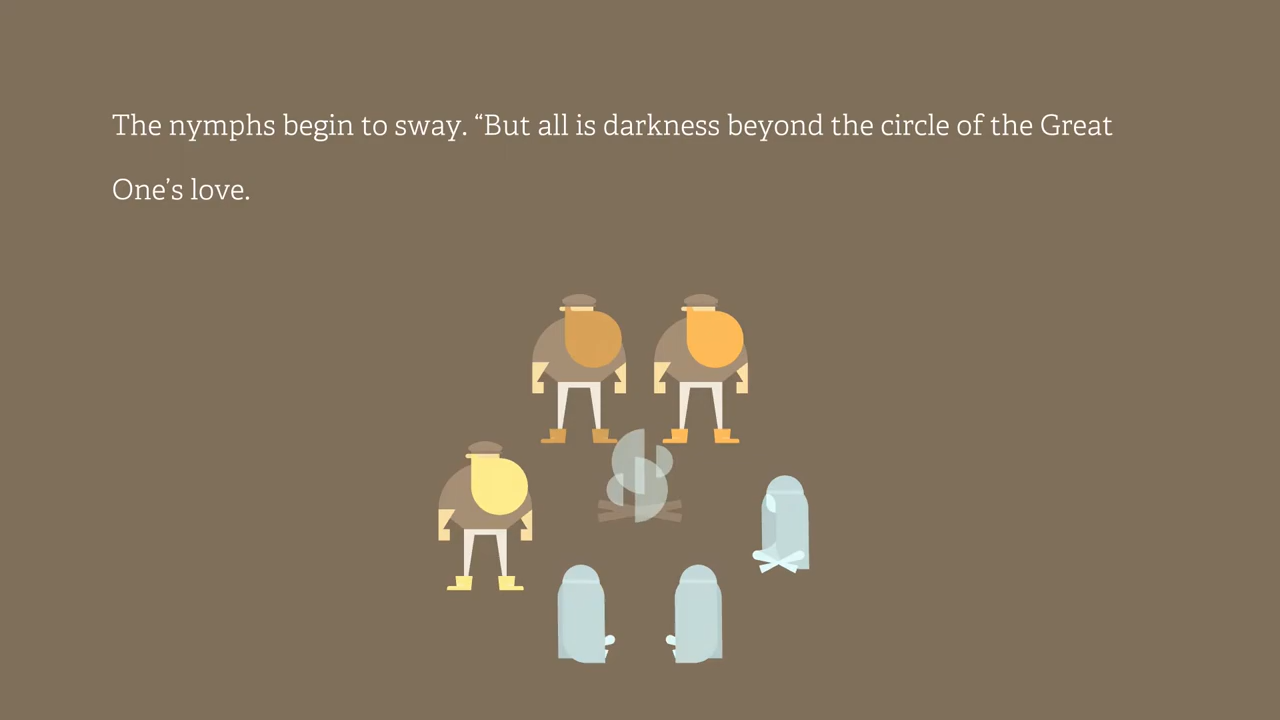 The nymphs begin to sway. “But all is darkness beyond the circle of the Great
One’s love.